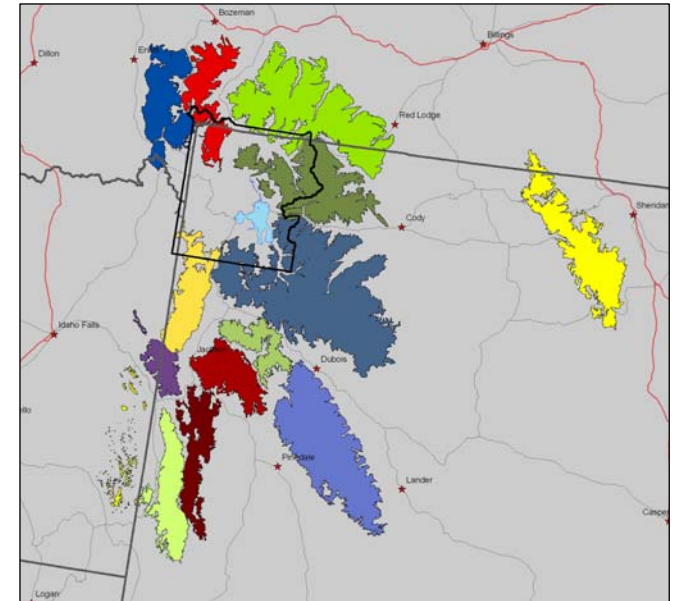 Bozeman
Billings
Dillon
Red Lodge
Cody
Sheridan
Idaho Falls
Dubois
Pinedale
Lander
Casper
Logan